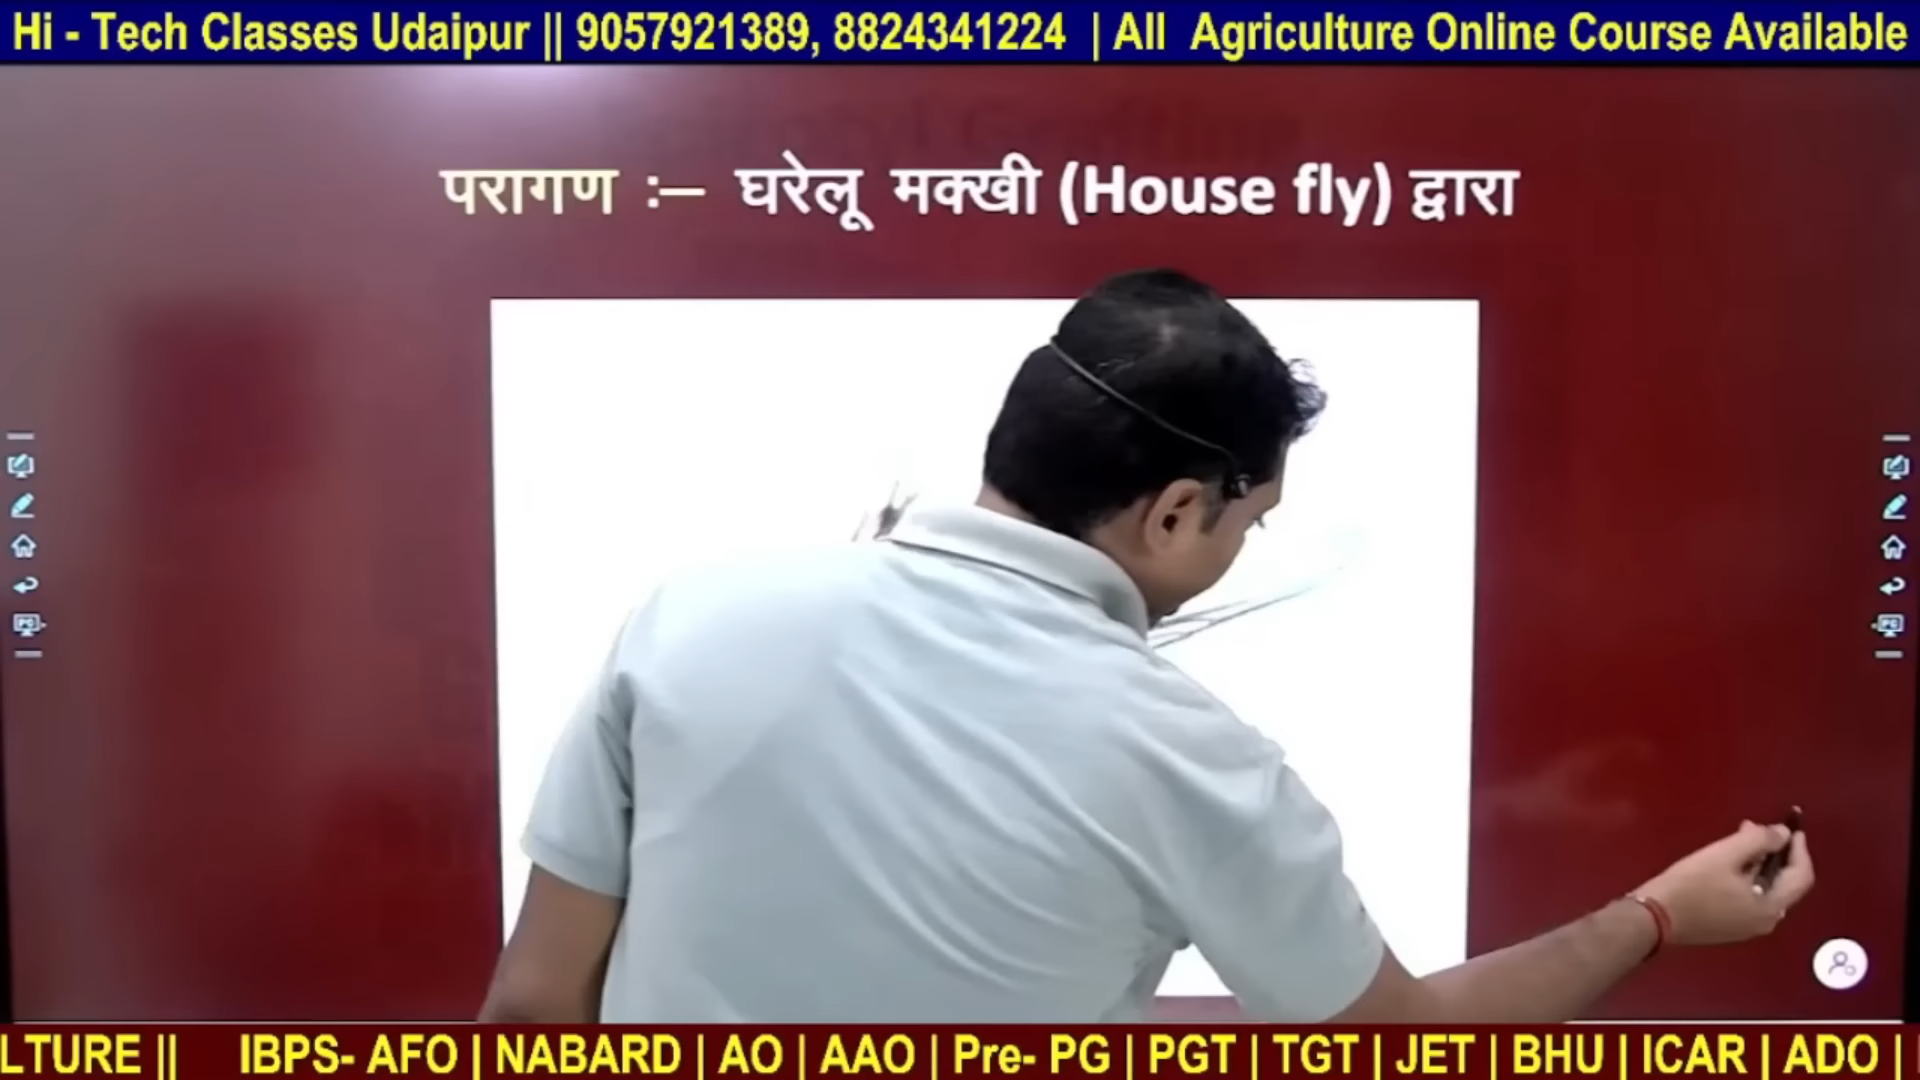 Hi - Tech Classes Udaipur || 9057921389, 8824341224 | All Agriculture Online Course Available
परागण :– घरेलू मक्खी (House fly) द्वारा
LTURE || IBPS- AFO | NABARD | AO | AAO | Pre- PG | PGT | TGT | JET | BHU | ICAR | ADO |